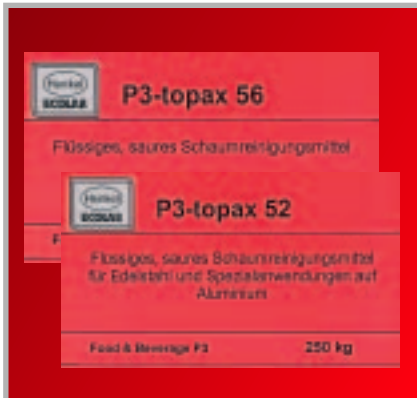 Henkel
ECOLAB
P3-topax 56
Flüssiges, saures Schaumreinigungsmittel
F
Henkel
ECOLAB
P3-topax 52
Flüssiges, saures Schaumreinigungsmittel
für Edelstahl und Spezialanwendungen auf
Aluminium
Food & Beverage P3 250 kg